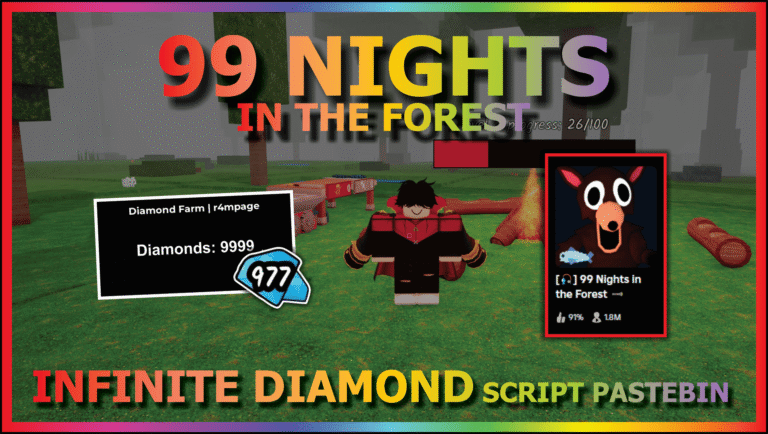 99 NIGHTS
IN THE FOREST
gresss 26/100
Diamond Farm | r4mpage
Diamonds: 9999
977
[🎣] 99 Nights in
the Forest
91% 1.8M
INFINITE DIAMOND SCRIPT PASTEBIN